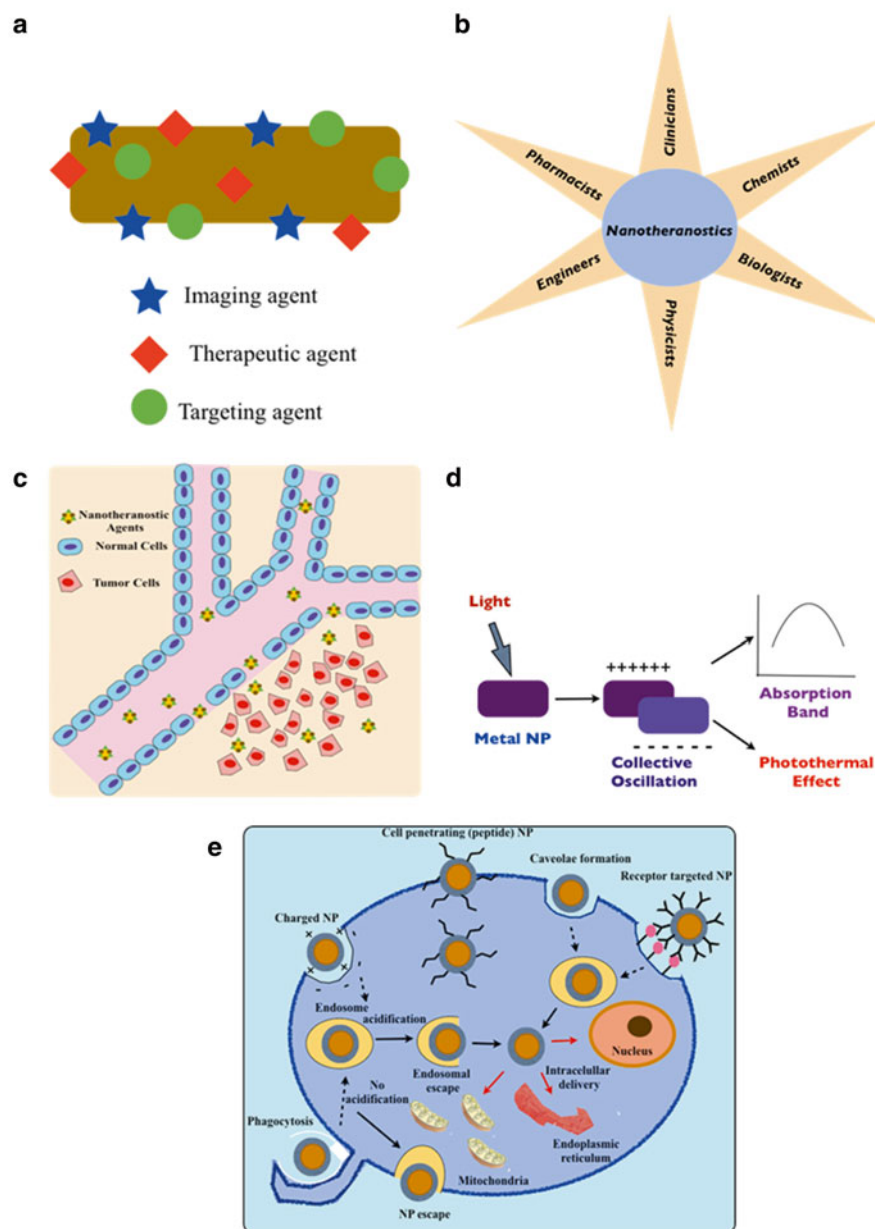 a
Imaging agent
Therapeutic agent
Targeting agent
b
Clinicians
Pharmacists
Chemists
Nanotheranostics
Engineers
Biologists
Physicists
c
Nanotheranostic
Agents
Normal Cells
Tumor Cells
d
Light
++++++
Metal NP
- - - - - -
Collective
Oscillation
Absorption
Band
Photothermal
Effect
e
Cell penetrating (peptide) NP
Caveolae formation
Receptor targeted NP
Charged NP
Endosome
acidification
Endosomal
escape
Nucleus
Intracellular
delivery
No
acidification
Phagocytosis
Endoplasmic
reticulum
Mitochondria
NP escape